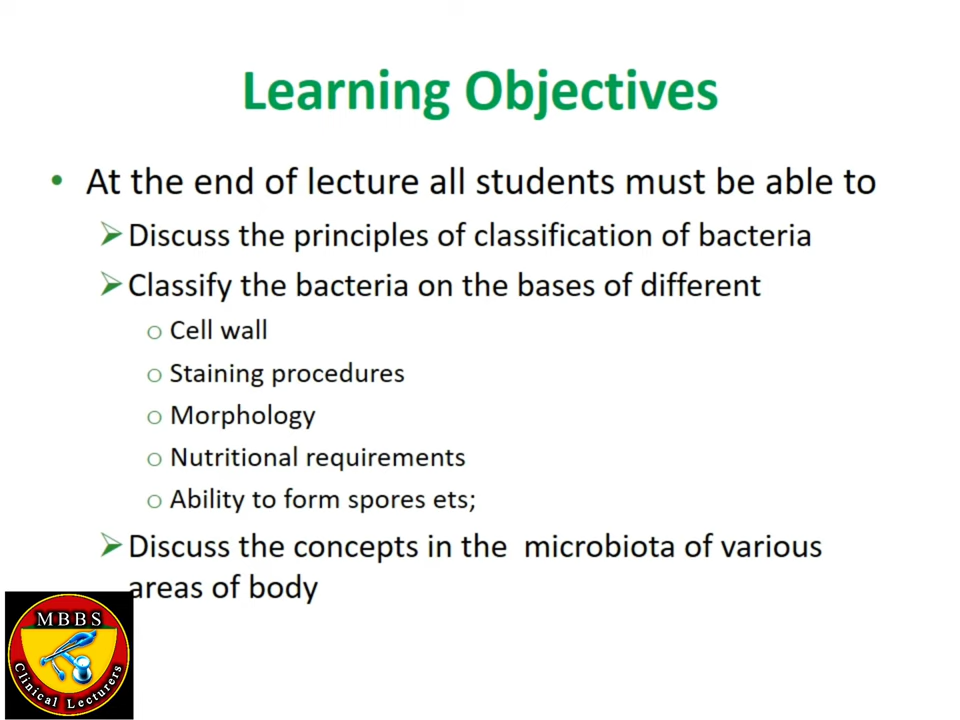 Learning Objectives
• At the end of lecture all students must be able to
➢ Discuss the principles of classification of bacteria
➢ Classify the bacteria on the bases of different
o Cell wall
o Staining procedures
o Morphology
o Nutritional requirements
o Ability to form spores ets;
➢ Discuss the concepts in the microbiota of various
areas of body
MBBS
Clinical Lecturers